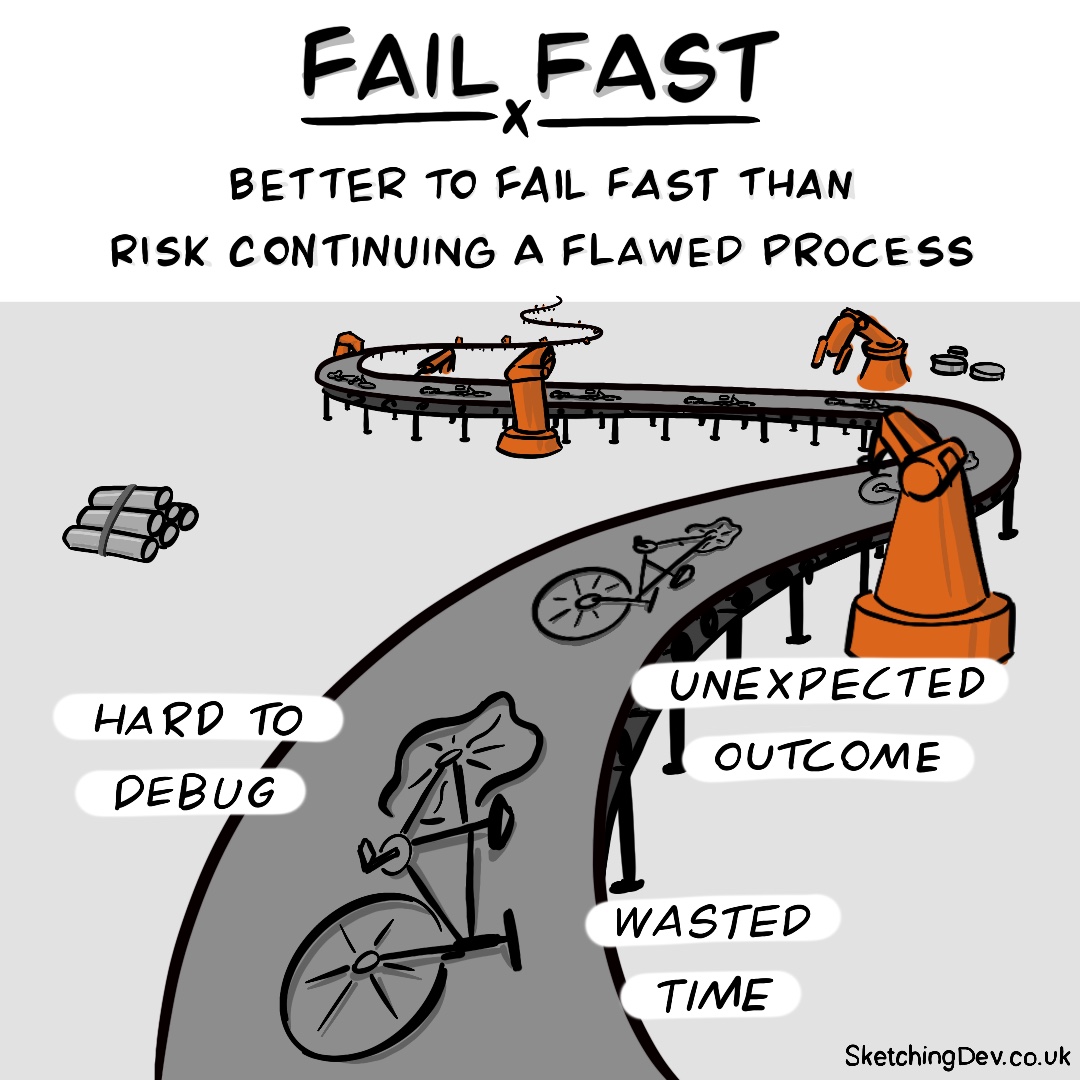 FAIL FAST
x
BETTER TO FAIL FAST THAN
RISK CONTINUING A FLAWED PROCESS
HARD TO
DEBUG
UNEXPECTED
OUTCOME
WASTED
TIME
SketchingDev.co.uk